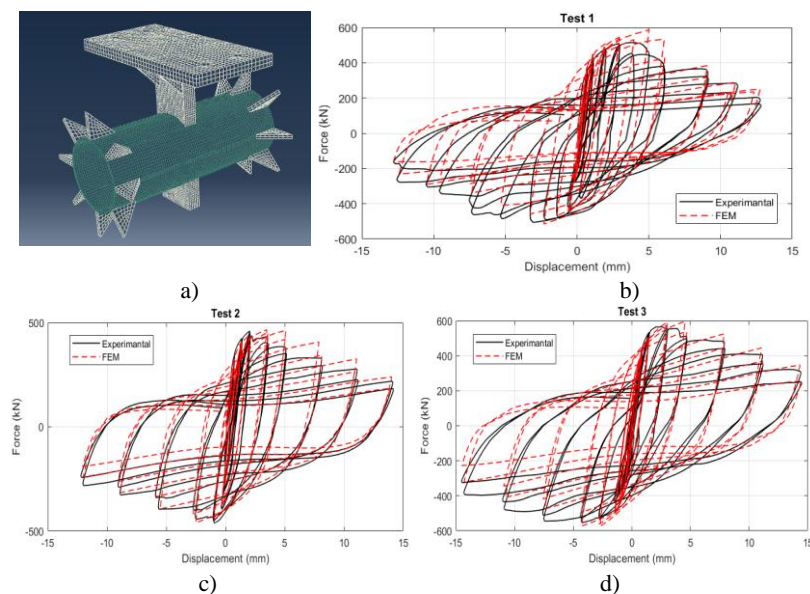 Test 1
600
400
200
0
-200
-400
-600
Force (kN)
Experimantal
FEM
-15 -10 -5 0 5 10 15
Displacement (mm)
a) b)
Test 2
500
0
-500
Force (kN)
Experimantal
FEM
-15 -10 -5 0 5 10 15
Displacement (mm)
Test 3
600
400
200
0
-200
-400
-600
Force (kN)
Experimantal
FEM
-15 -10 -5 0 5 10 15
Displacement (mm)
c) d)